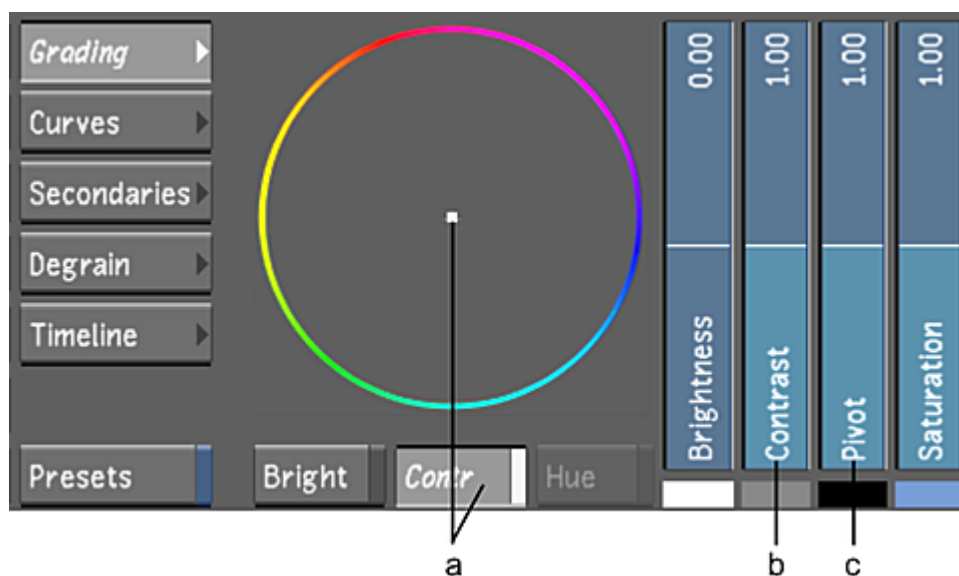 Grading
Curves
Secondaries
Degrain
Timeline
Presets
Bright
Contr
Hue
0.00
Brightness
1.00
Contrast
1.00
Pivot
1.00
Saturation
a
b
c